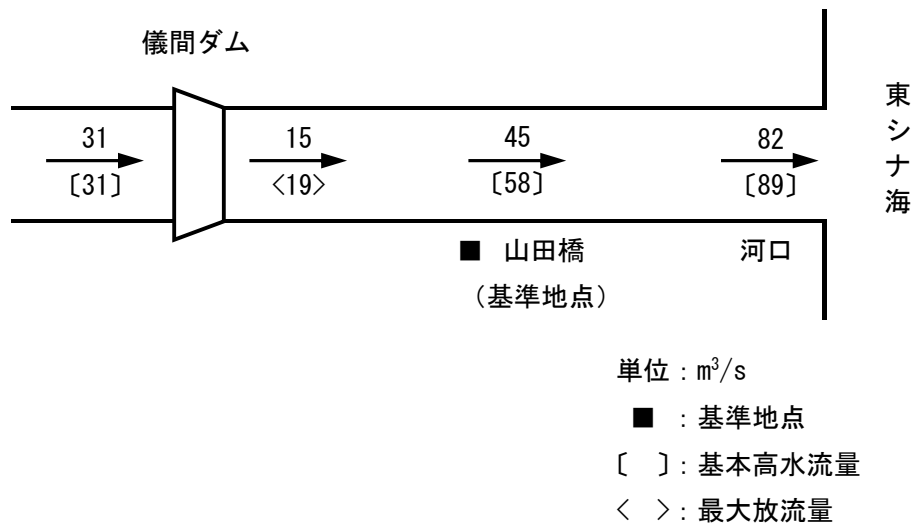 儀間ダム
31
〔31〕
15
<19>
45
〔58〕
82
〔89〕
東シナ海
■ 山田橋
(基準地点)
河口
単位:m³/s
■ :基準地点
〔 〕:基本高水流量
< >:最大放流量